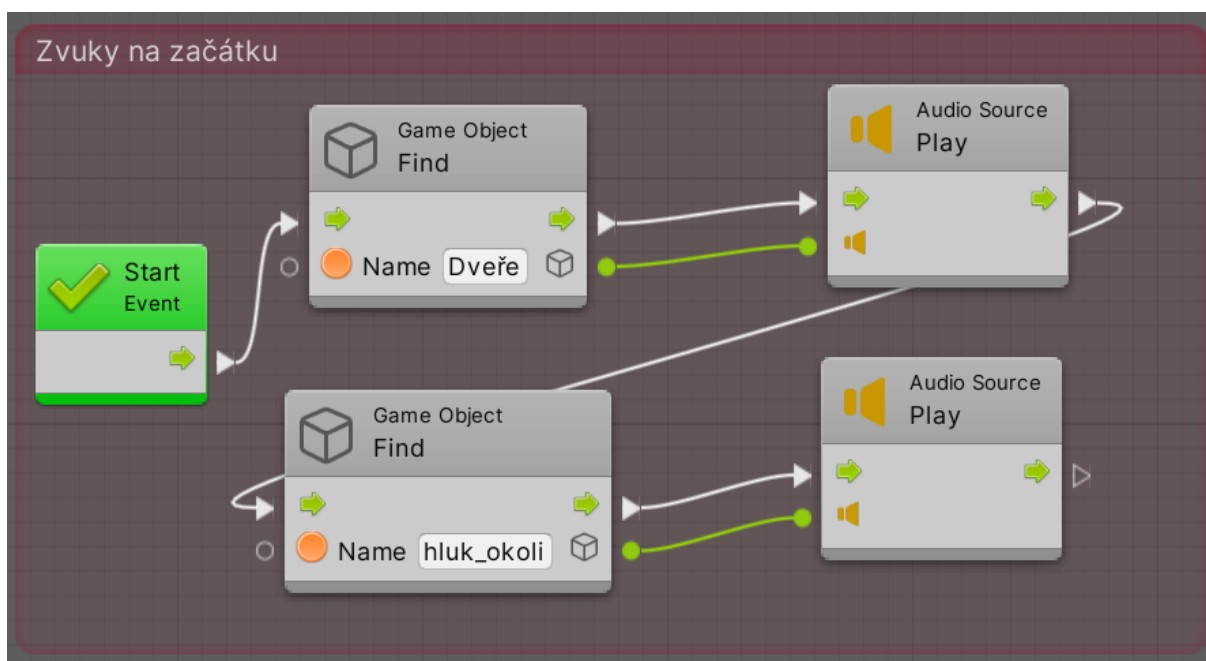 Zvuky na začátku
Game Object
Find
Name Dveře
Audio Source
Play
Start
Event
Game Object
Find
Name hluk_okoli
Audio Source
Play